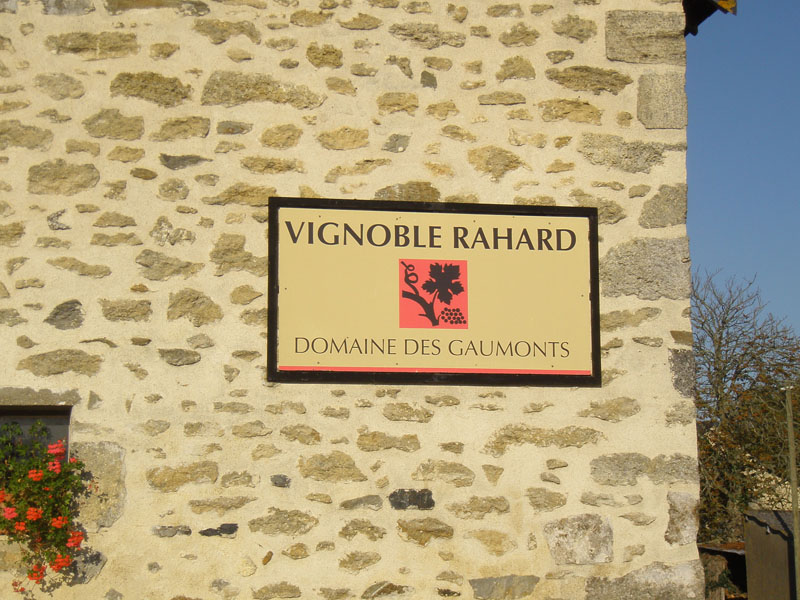 VIGNOBLE RAHARD
DOMAINE DES GAUMONTS